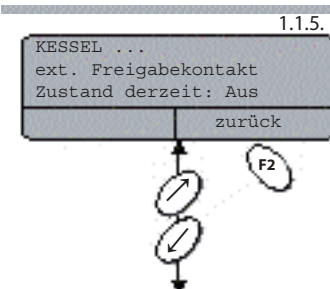 1.1.5.
KESSEL ...
ext. Freigabekontakt
Zustand derzeit: Aus
zurück
F2